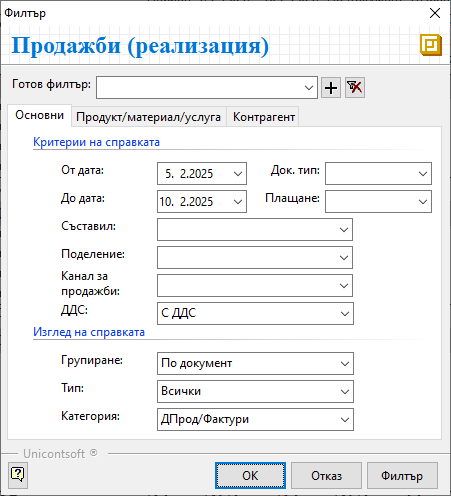 Филтър
Продажби (реализация)
Готов филтър:
Основни Продукт/материал/услуга Контрагент
Критерии на справката
От дата: 5. 2.2025 Док. тип:
До дата: 10. 2.2025 Плащане:
Съставил:
Поделение:
Канал за
продажби:
ДДС: С ДДС
Изглед на справката
Групиране: По документ
Тип: Всички
Категория: ДПрод/Фактури
Unicontsoft ®
ОК Отказ Филтър